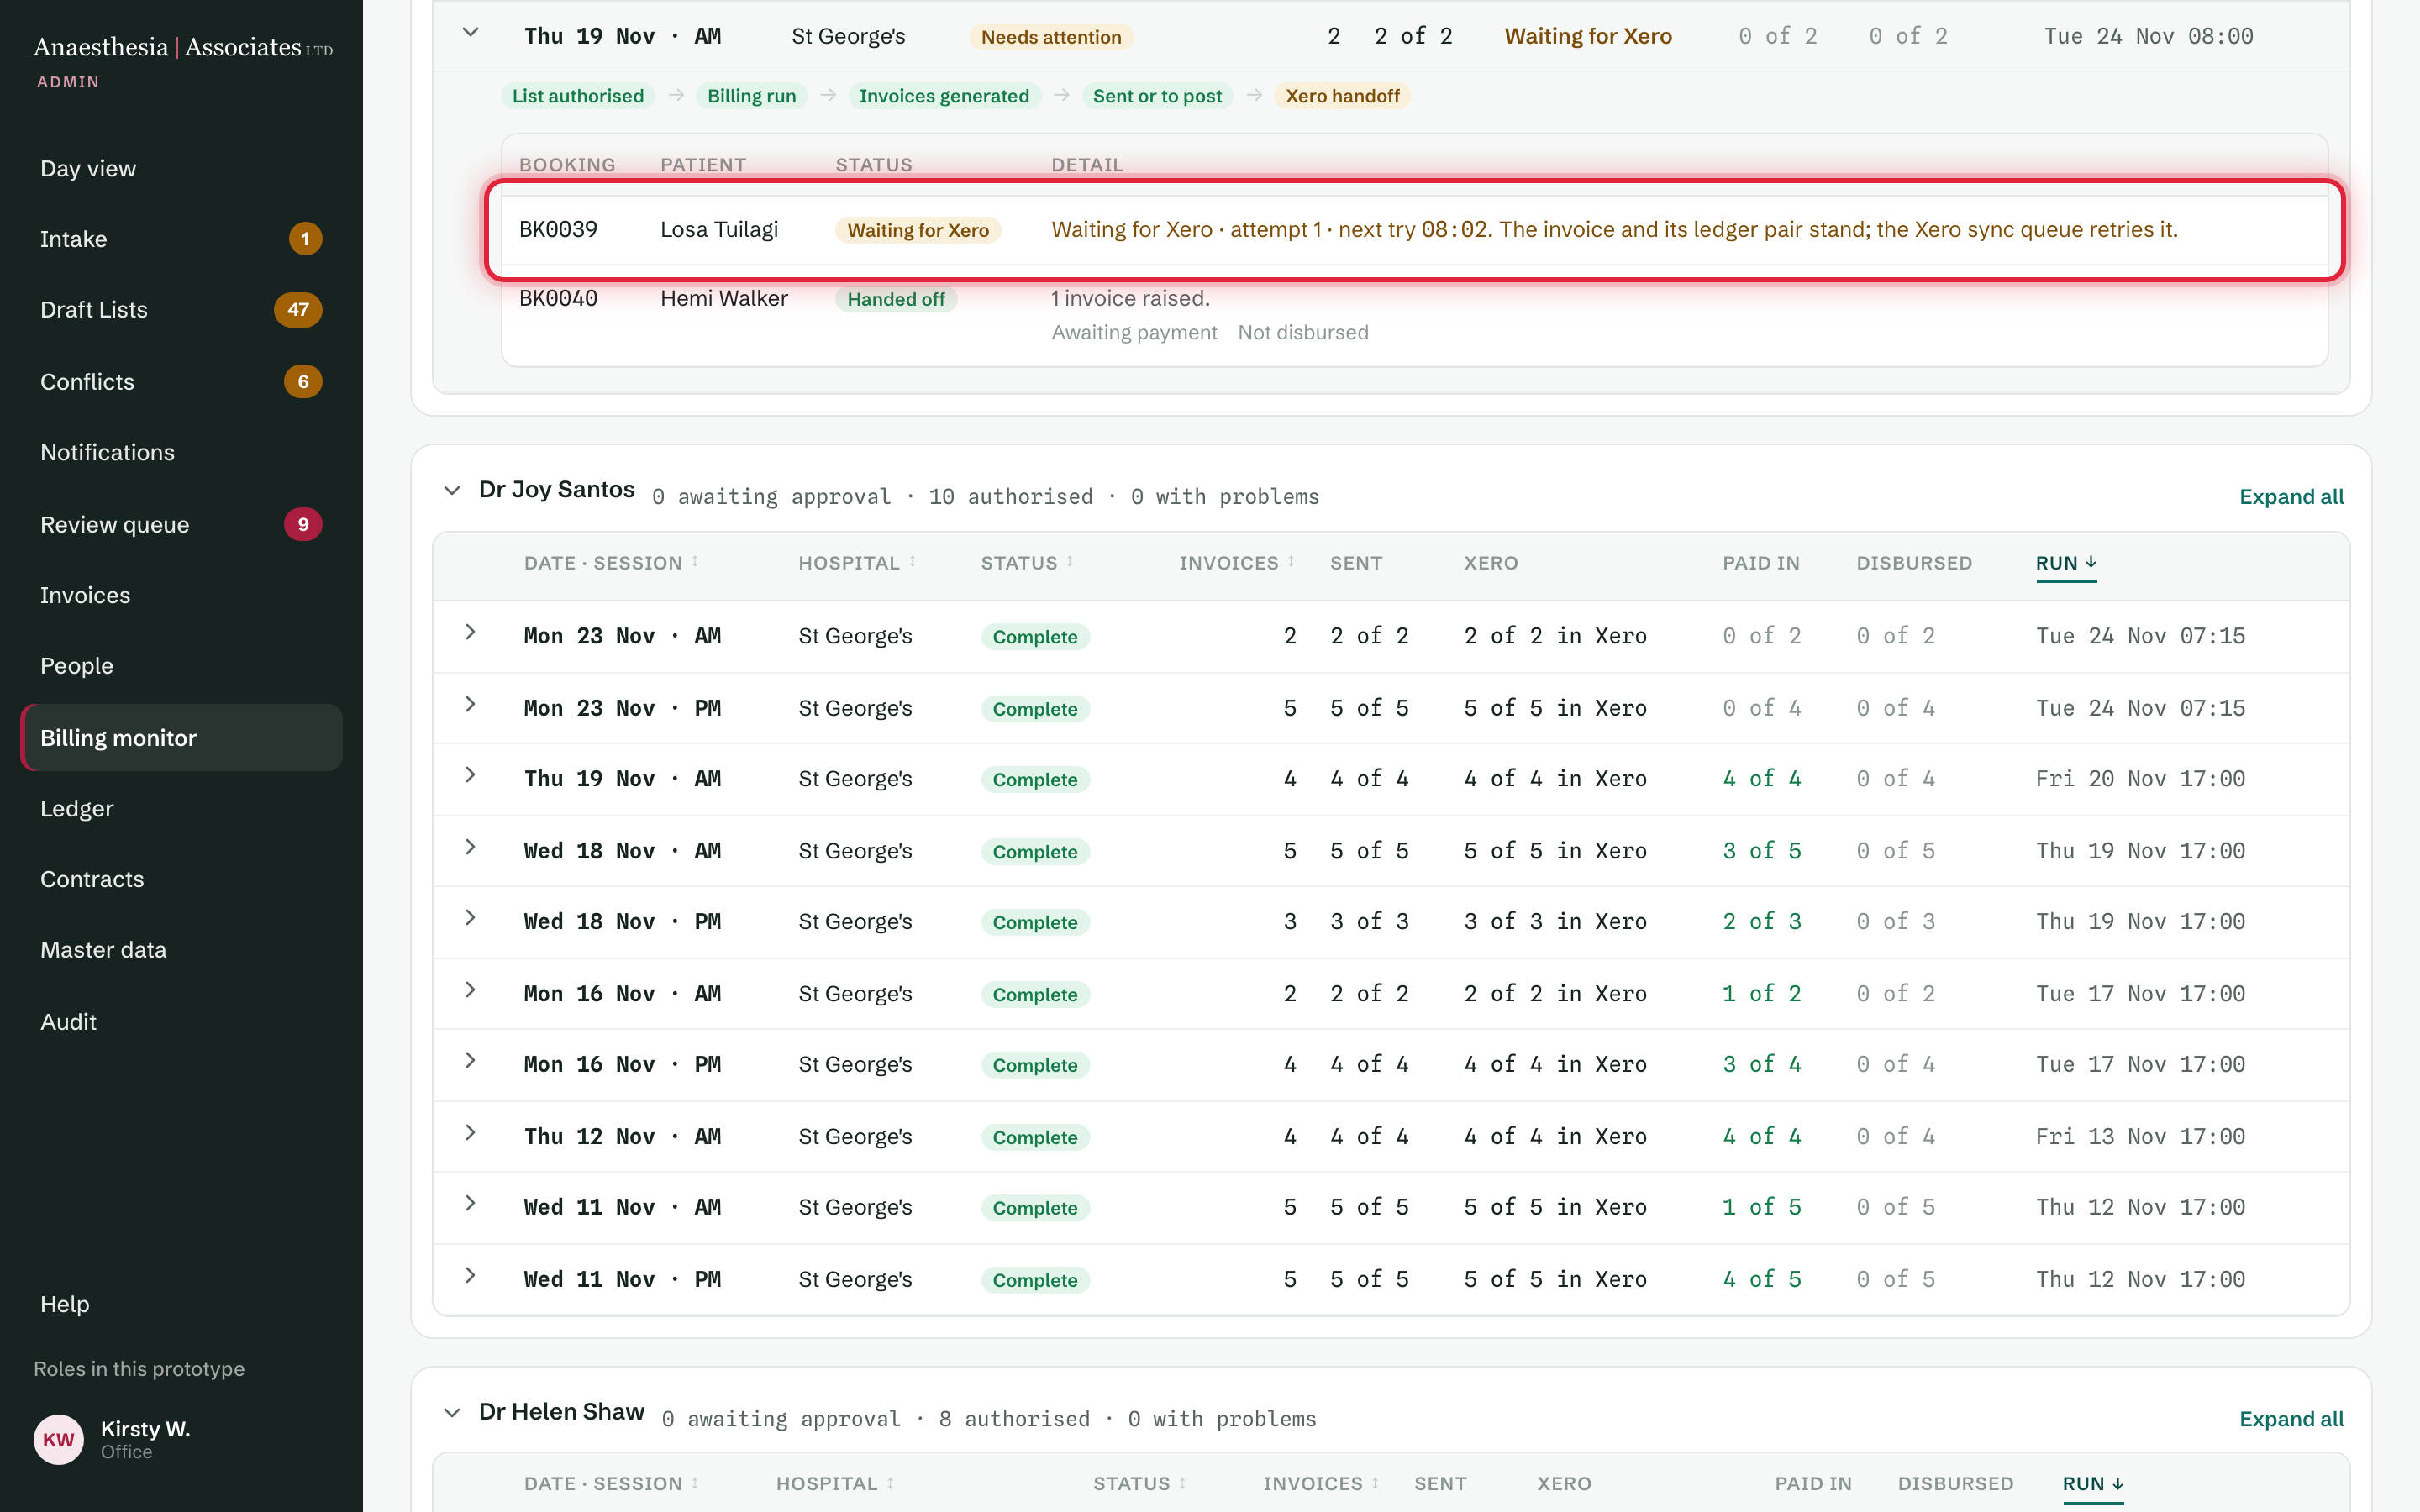 Anaesthesia | Associates LTD
ADMIN
Day view
Intake 1
Draft Lists 47
Conflicts 6
Notifications
Review queue 9
Invoices
People
Billing monitor
Ledger
Contracts
Master data
Audit
Help
Roles in this prototype
KW Kirsty W.
Office
Thu 19 Nov · AM St George's Needs attention 2 2 of 2 Waiting for Xero 0 of 2 0 of 2 Tue 24 Nov 08:00
List authorised → Billing run → Invoices generated → Sent or to post → Xero handoff
BOOKING PATIENT STATUS DETAIL
BK0039 Losa Tuilagi Waiting for Xero Waiting for Xero · attempt 1 · next try 08:02. The invoice and its ledger pair stand; the Xero sync queue retries it.
BK0040 Hemi Walker Handed off 1 invoice raised.
Awaiting payment Not disbursed
Dr Joy Santos 0 awaiting approval · 10 authorised · 0 with problems Expand all
DATE · SESSION ↕ HOSPITAL ↕ STATUS ↕ INVOICES ↕ SENT XERO PAID IN DISBURSED RUN ↓
Mon 23 Nov · AM St George's Complete 2 2 of 2 2 of 2 in Xero 0 of 2 0 of 2 Tue 24 Nov 07:15
Mon 23 Nov · PM St George's Complete 5 5 of 5 5 of 5 in Xero 0 of 4 0 of 4 Tue 24 Nov 07:15
Thu 19 Nov · AM St George's Complete 4 4 of 4 4 of 4 in Xero 4 of 4 0 of 4 Fri 20 Nov 17:00
Wed 18 Nov · AM St George's Complete 5 5 of 5 5 of 5 in Xero 3 of 5 0 of 5 Thu 19 Nov 17:00
Wed 18 Nov · PM St George's Complete 3 3 of 3 3 of 3 in Xero 2 of 3 0 of 3 Thu 19 Nov 17:00
Mon 16 Nov · AM St George's Complete 2 2 of 2 2 of 2 in Xero 1 of 2 0 of 2 Tue 17 Nov 17:00
Mon 16 Nov · PM St George's Complete 4 4 of 4 4 of 4 in Xero 3 of 4 0 of 4 Tue 17 Nov 17:00
Thu 12 Nov · AM St George's Complete 4 4 of 4 4 of 4 in Xero 4 of 4 0 of 4 Fri 13 Nov 17:00
Wed 11 Nov · AM St George's Complete 5 5 of 5 5 of 5 in Xero 1 of 5 0 of 5 Thu 12 Nov 17:00
Wed 11 Nov · PM St George's Complete 5 5 of 5 5 of 5 in Xero 4 of 5 0 of 5 Thu 12 Nov 17:00
Dr Helen Shaw 0 awaiting approval · 8 authorised · 0 with problems Expand all
DATE · SESSION ↕ HOSPITAL ↕ STATUS ↕ INVOICES ↕ SENT XERO PAID IN DISBURSED RUN ↓